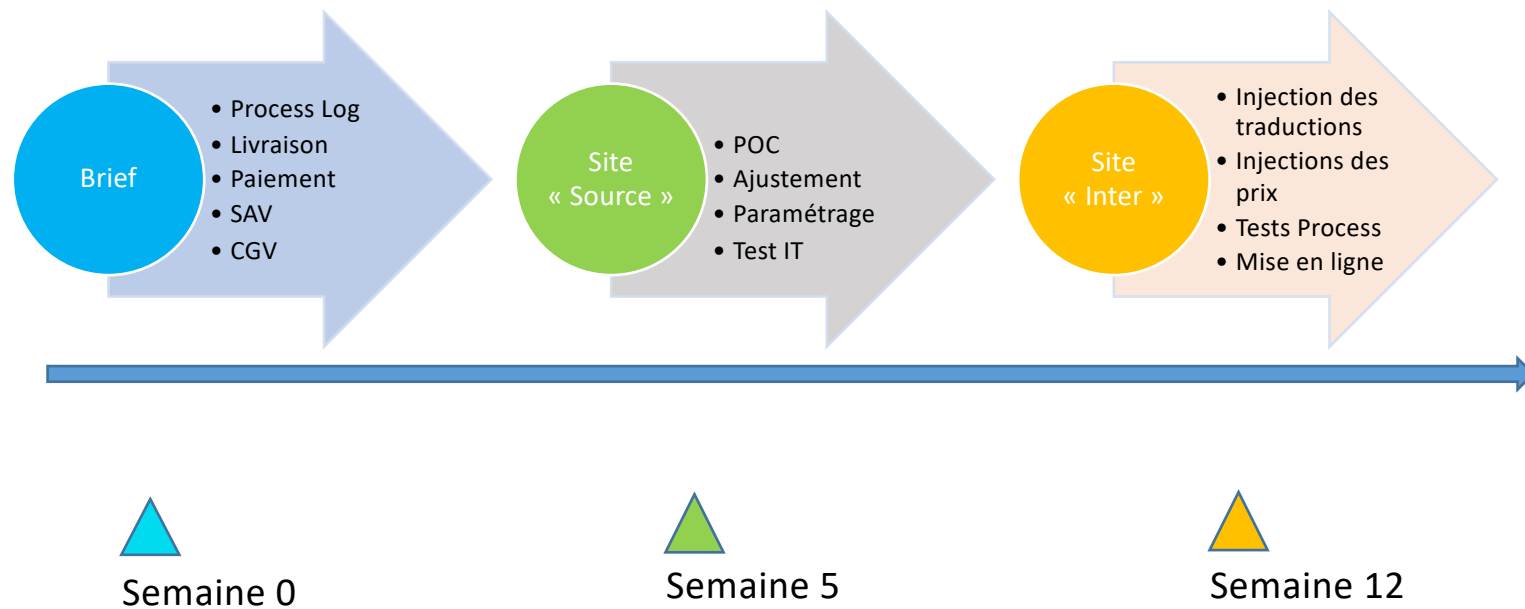 Brief
• Process Log
• Livraison
• Paiement
• SAV
• CGV
Site
« Source »
• POC
• Ajustement
• Paramétrage
• Test IT
Site
« Inter »
• Injection des
traductions
• Injections des
prix
• Tests Process
• Mise en ligne
Semaine 0
Semaine 5
Semaine 12